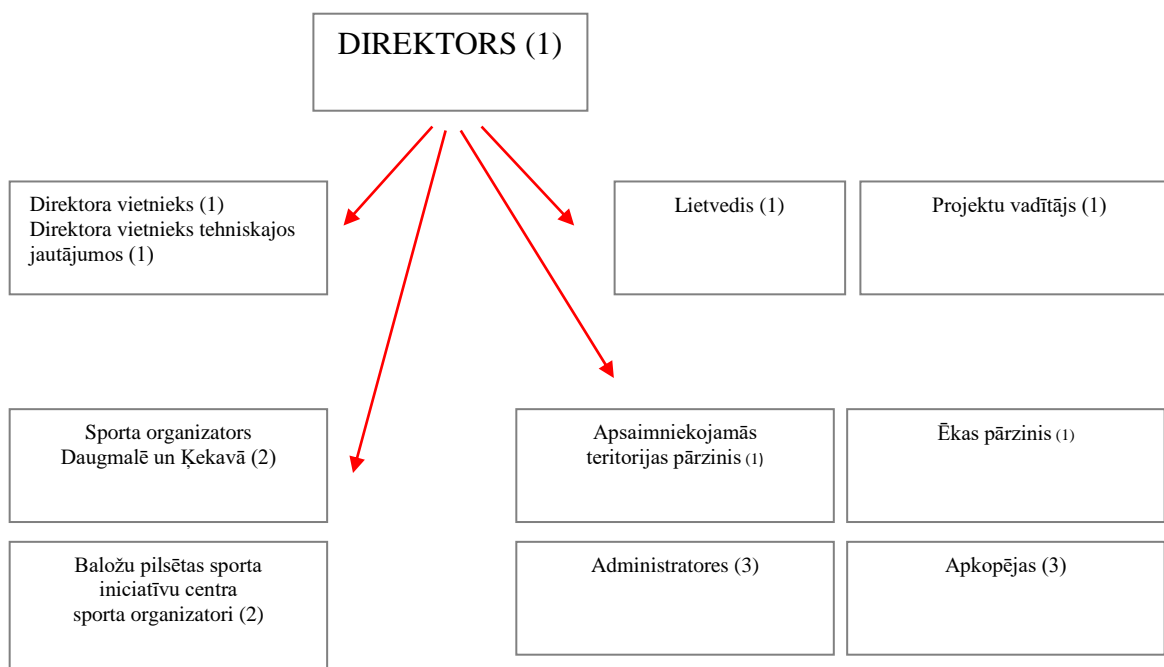 DIREKTORS (1)
Direktora vietnieks (1)
Direktora vietnieks tehniskajos
jautājumos (1)
Lietvedis (1)
Projektu vadītājs (1)
Sporta organizators
Daugmalē un Ķekavā (2)
Apsaimniekojamās
teritorijas pārzinis (1)
Ēkas pārzinis (1)
Baložu pilsētas sporta
iniciatīvu centra
sporta organizatori (2)
Administratores (3)
Apkopējas (3)